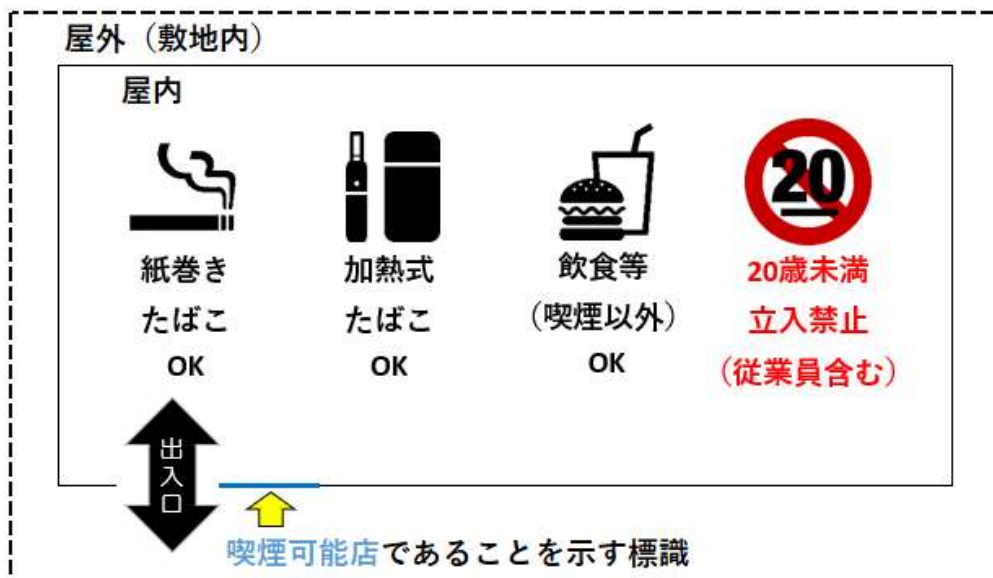 屋外（敷地内）
屋内
紙巻き
たばこ
OK
加熱式
たばこ
OK
飲食等
（喫煙以外）
OK
20
20歳未満
立入禁止
（従業員含む）
出入口
喫煙可能店であることを示す標識